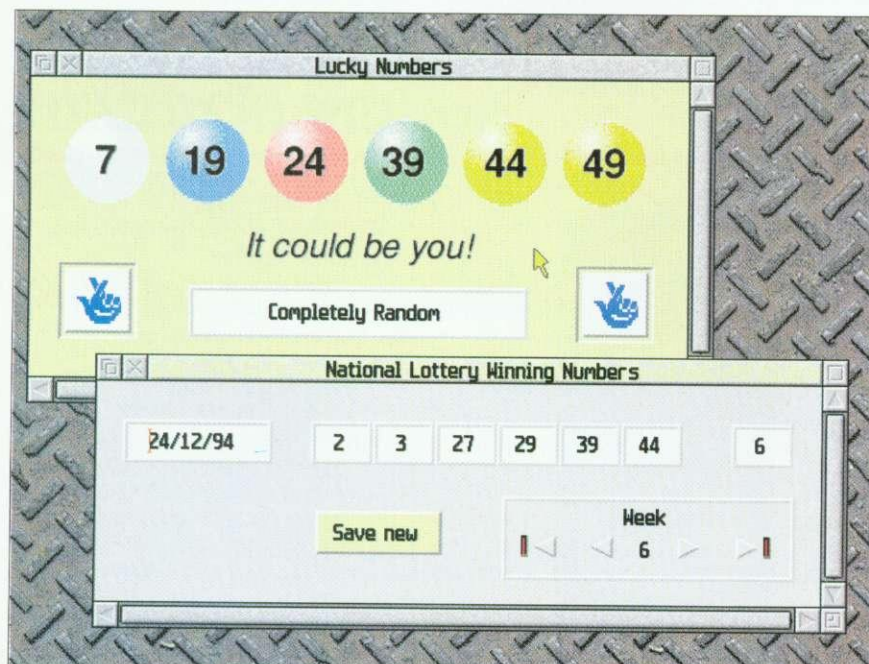 Lucky Numbers
7 19 24 39 44 49
It could be you!
Completely Random
National Lottery Winning Numbers
24/12/94 2 3 27 29 39 44 6
Save new
Week
6